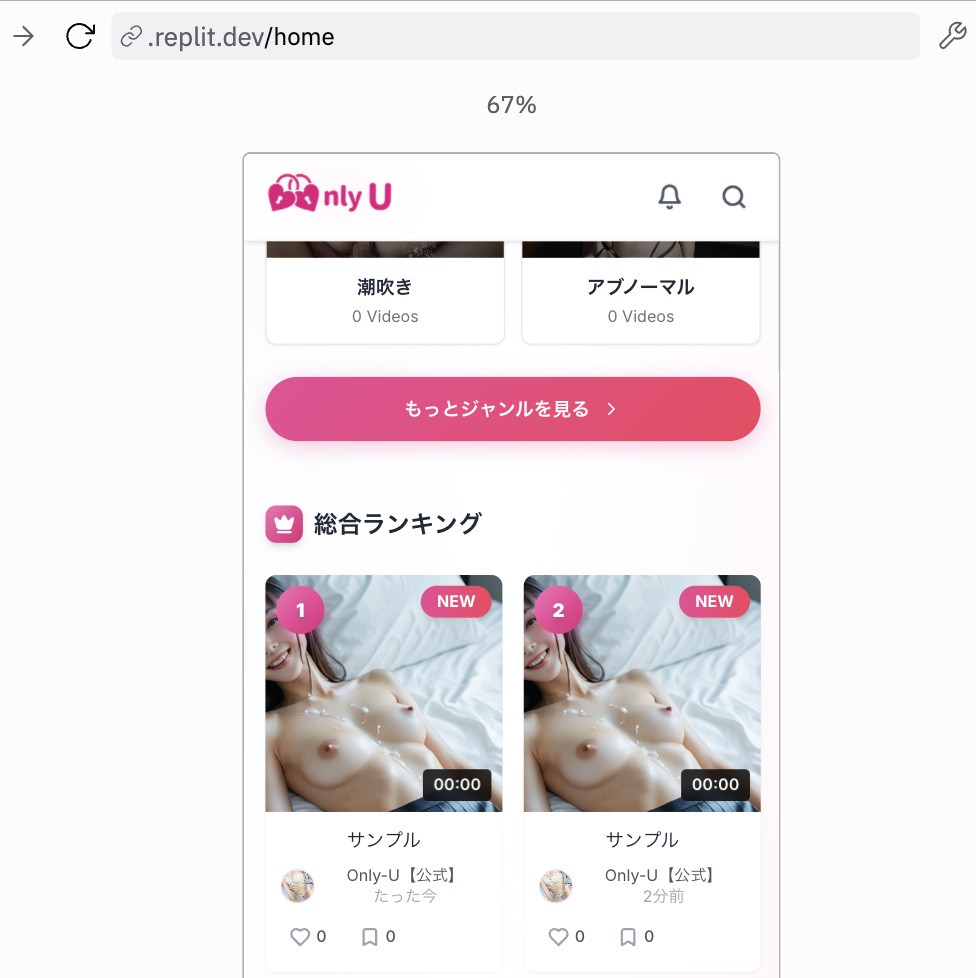 .replit.dev/home
67%
Only U
潮吹き
0 Videos
アブノーマル
0 Videos
もっとジャンルを見る
総合ランキング
1
NEW
00:00
サンプル
Only-U【公式】
たった今
0
0
2
NEW
00:00
サンプル
Only-U【公式】
2分前
0
0